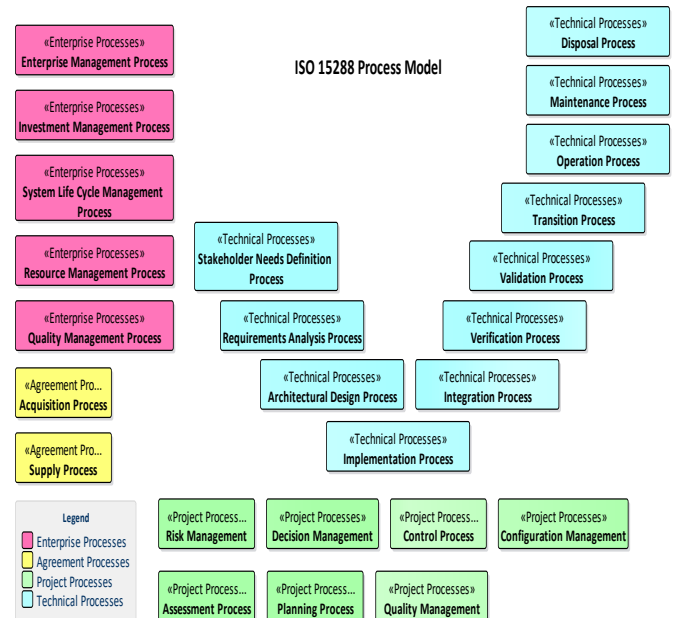 ISO 15288 Process Model
«Enterprise Processes»
Enterprise Management Process
«Enterprise Processes»
Investment Management Process
«Enterprise Processes»
System Life Cycle Management
Process
«Enterprise Processes»
Resource Management Process
«Enterprise Processes»
Quality Management Process
«Agreement Pro...
Acquisition Process
«Agreement Pro...
Supply Process
«Technical Processes»
Stakeholder Needs Definition
Process
«Technical Processes»
Requirements Analysis Process
«Technical Processes»
Architectural Design Process
«Technical Processes»
Implementation Process
«Technical Processes»
Integration Process
«Technical Processes»
Verification Process
«Technical Processes»
Validation Process
«Technical Processes»
Transition Process
«Technical Processes»
Operation Process
«Technical Processes»
Maintenance Process
«Technical Processes»
Disposal Process
Legend
Enterprise Processes
Agreement Processes
Project Processes
Technical Processes
«Project Process...
Risk Management
«Project Processes»
Decision Management
«Project Process...
Control Process
«Project Processes»
Configuration Management
«Project Process...
Assessment Process
«Project Process...
Planning Process
«Project Processes»
Quality Management